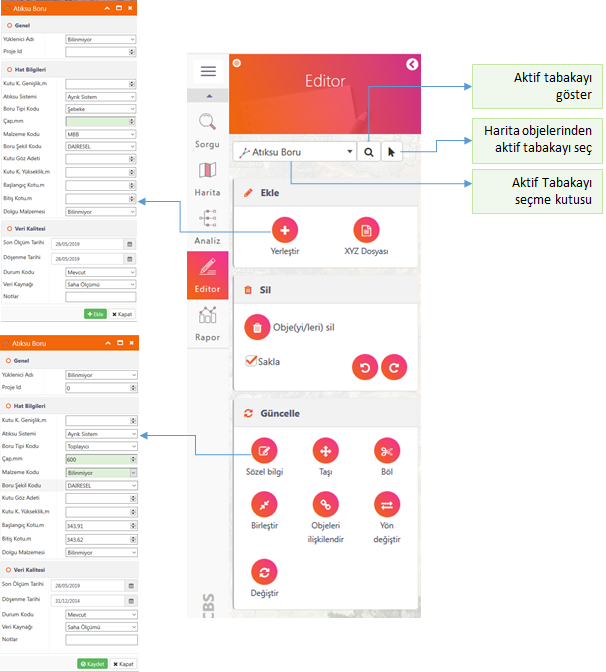 Atıksu Boru
Genel
Yüklenici Adı Bilinmiyor
Proje Id
Hat Bilgileri
Kutu K. Genişlik,m
Atıksu Sistemi Ayrık Sistem
Boru Tipi Kodu Şebeke
Çap,mm
Malzeme Kodu MBB
Boru Şekil Kodu DAİRESEL
Kutu Göz Adeti
Kutu K. Yükseklik,m
Başlangıç Kotu,m
Bitiş Kotu,m
Dolgu Malzemesi Bilinmiyor
Veri Kalitesi
Son Ölçüm Tarihi 28/05/2019
Döşenme Tarihi 28/05/2019
Durum Kodu Mevcut
Veri Kaynağı Saha Ölçümü
Notlar
Ekle Kapat
Atıksu Boru
Genel
Yüklenici Adı Bilinmiyor
Proje Id 0
Hat Bilgileri
Kutu K. Genişlik,m
Atıksu Sistemi Ayrık Sistem
Boru Tipi Kodu Toplayıcı
Çap,mm 600
Malzeme Kodu Bilinmiyor
Boru Şekil Kodu DAİRESEL
Kutu Göz Adeti
Kutu K. Yükseklik,m
Başlangıç Kotu,m 343.91
Bitiş Kotu,m 343.62
Dolgu Malzemesi Bilinmiyor
Veri Kalitesi
Son Ölçüm Tarihi 28/05/2019
Döşenme Tarihi 31/12/2014
Durum Kodu Mevcut
Veri Kaynağı Saha Ölçümü
Notlar
Kaydet Kapat
Sorgu
Harita
Analiz
Editor
Rapor
CBS
Editor
Atıksu Boru
Ekle
Yerleştir XYZ Dosyası
Sil
Obje(yi/leri) sil
Sakla
Güncelle
Sözel bilgi Taşı Böl
Birleştir Objeleri Yön
ilişkilendir değiştir
Değiştir
Aktif tabakayı
göster
Harita objelerinden
aktif tabakayı seç
Aktif Tabakayı
seçme kutusu